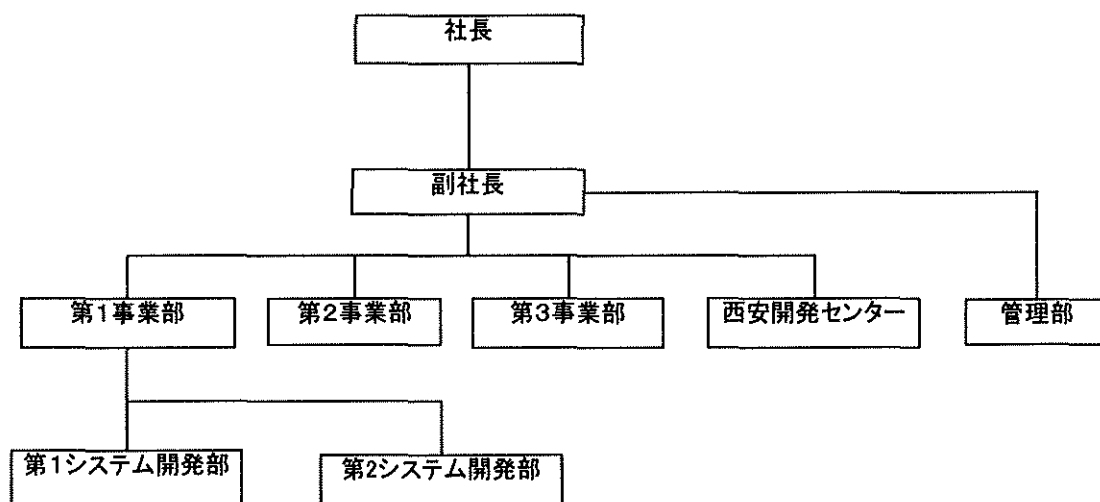 社長
副社長
第1事業部
第2事業部
第3事業部
西安開発センター
管理部
第1システム開発部
第2システム開発部